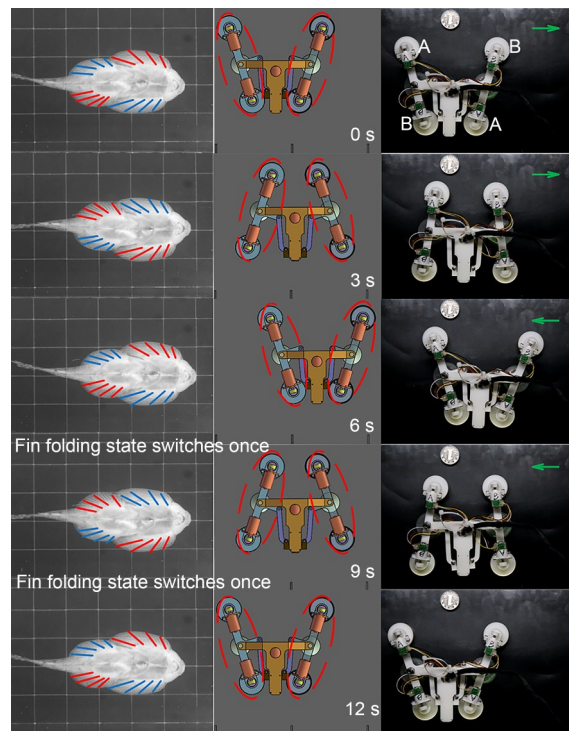 A
B
0 s
B
A
3 s
6 s
Fin folding state switches once
9 s
Fin folding state switches once
12 s